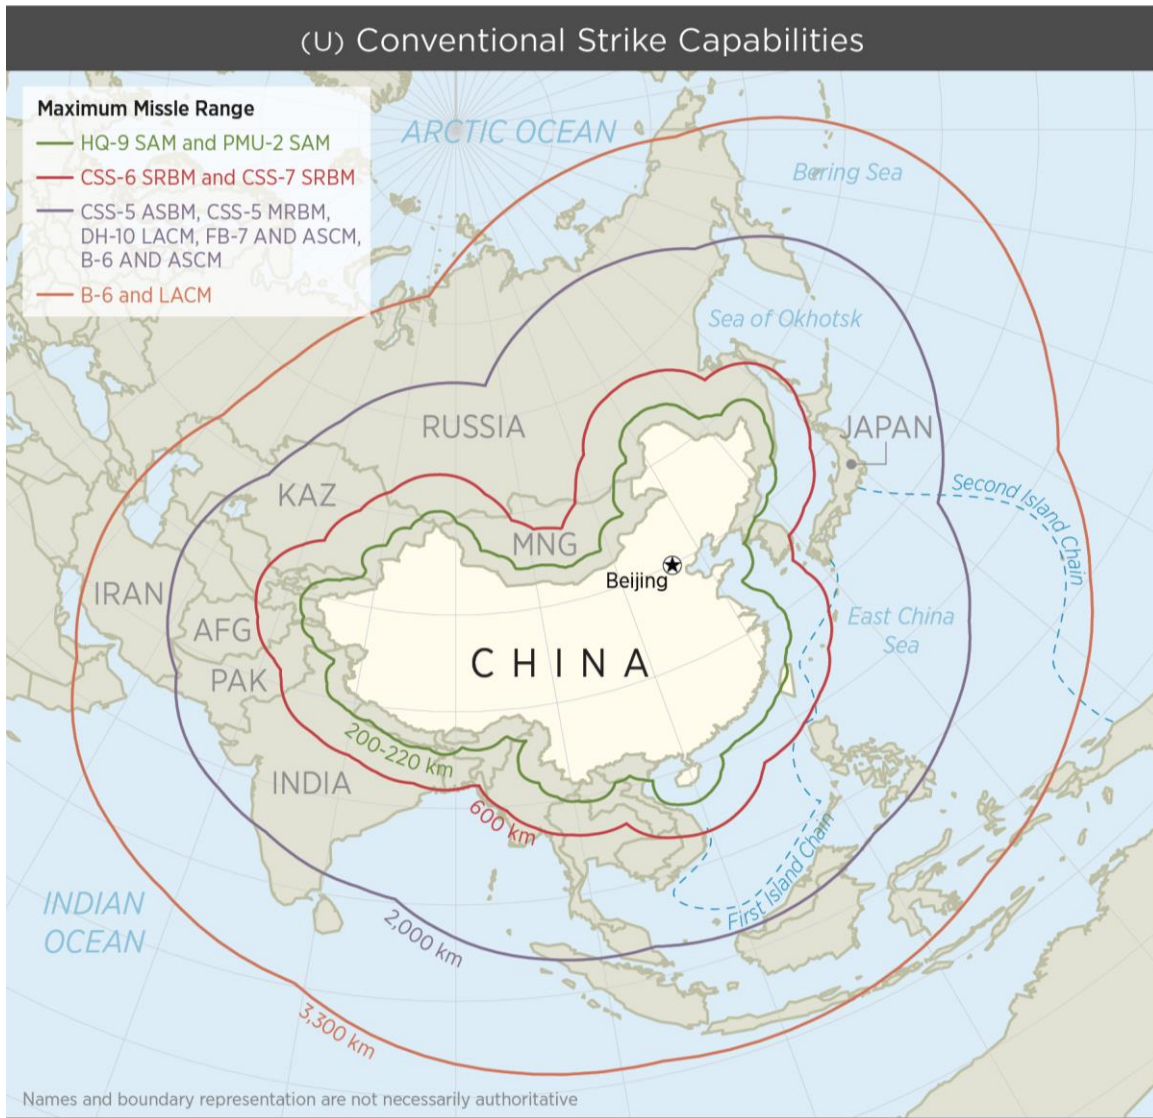 (U) Conventional Strike Capabilities
Maximum Missle Range
HQ-9 SAM and PMU-2 SAM
CSS-6 SRBM and CSS-7 SRBM
CSS-5 ASBM, CSS-5 MRBM,
DH-10 LACM, FB-7 AND ASCM,
B-6 AND ASCM
B-6 and LACM
ARCTIC OCEAN
Bering Sea
Sea of Okhotsk
RUSSIA
JAPAN
KAZ
Second Island Chain
MNG
Beijing
IRAN
AFG
East China
Sea
CHINA
PAK
200-220 km
INDIA
600 km
First Island Chain
INDIAN
OCEAN
2,000 km
3,300 km
Names and boundary representation are not necessarily authoritative